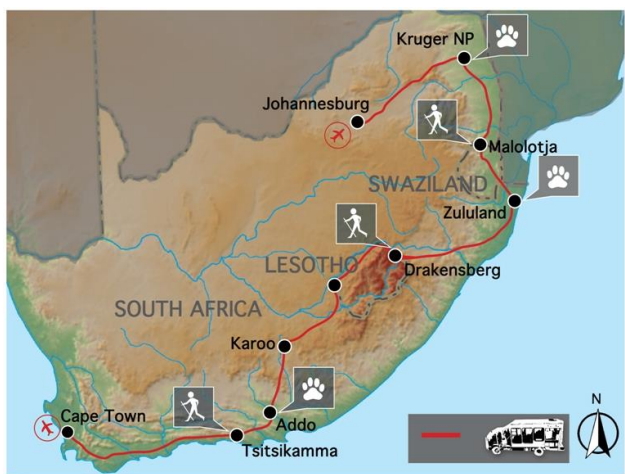 Kruger NP
Johannesburg
Malolotja
SWAZILAND
Zululand
LESOTHO
Drakensberg
SOUTH AFRICA
Karoo
Cape Town
Addo
Tsitsikamma
N